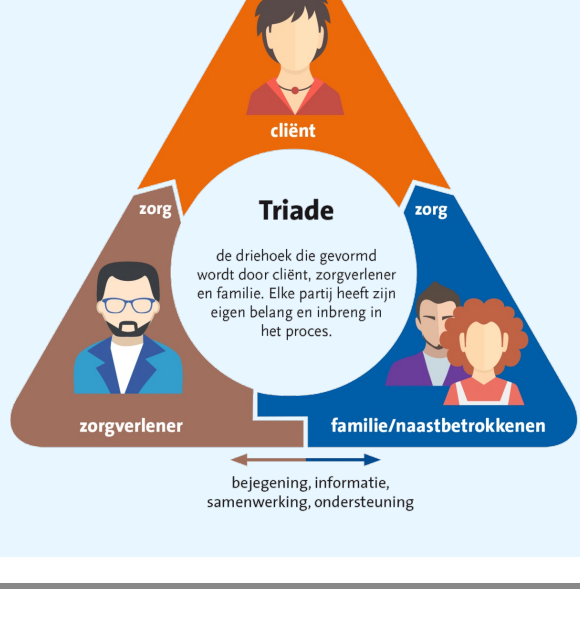 cliënt
zorg
zorg
Triade
de driehoek die gevormd
wordt door cliënt, zorgverlener
en familie. Elke partij heeft zijn
eigen belang en inbreng in
het proces.
zorgverlener
familie/naastbetrokkenen
bejegening, informatie,
samenwerking, ondersteuning